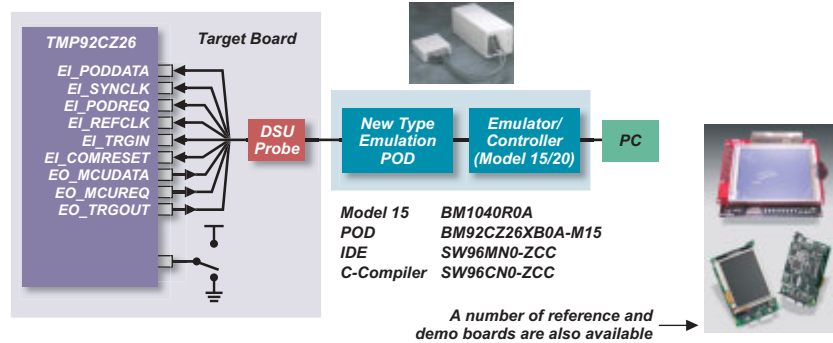 TMP92CZ26
Target Board
EI_PODDATA
EI_SYNCLK
EI_PODREQ
EI_REFCLK
EI_TRGIN
EI_COMRESET
EO_MCUDATA
EO_MCUREQ
EO_TRGOUT
DSU
Probe
New Type
Emulation
POD
Emulator/
Controller
(Model 15/20)
PC
Model 15 BM1040R0A
POD BM92CZ26XB0A-M15
IDE SW96MN0-ZCC
C-Compiler SW96CN0-ZCC
A number of reference and
demo boards are also available